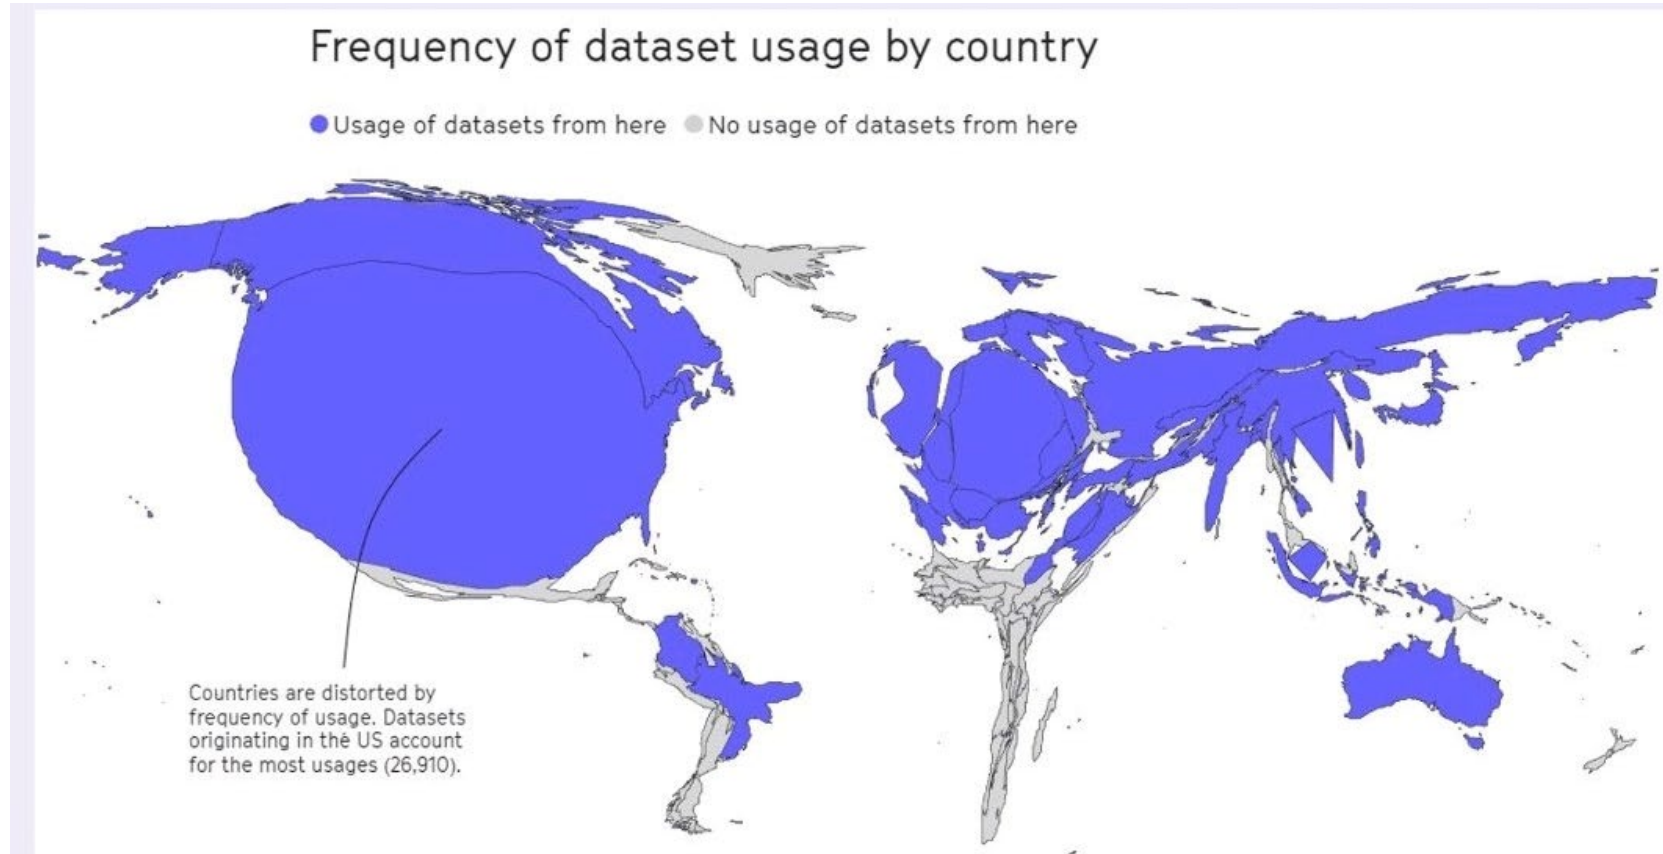 Frequency of dataset usage by country
Usage of datasets from here No usage of datasets from here
Countries are distorted by
frequency of usage. Datasets
originating in the US account
for the most usages (26,910).